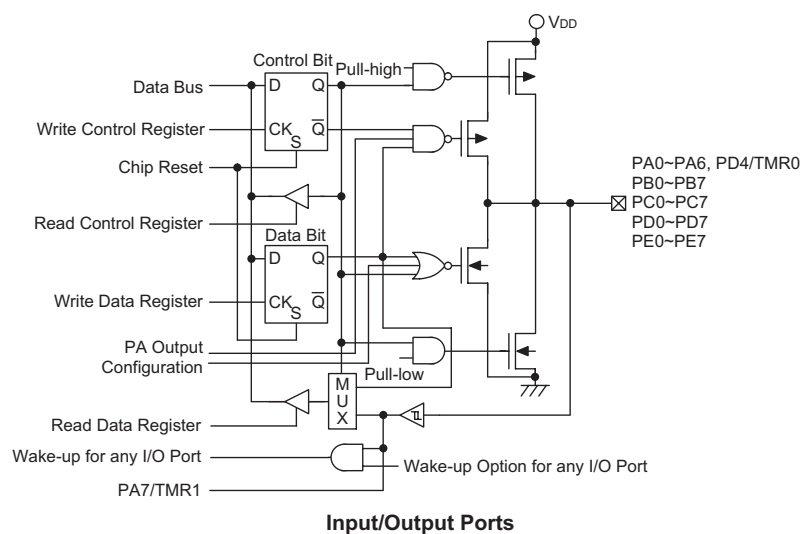 VDD
Control Bit
Pull-high
Data Bus
D
Q
Write Control Register
CK
Q
S
Chip Reset
PA0~PA6, PD4/TMR0
PB0~PB7
PC0~PC7
PD0~PD7
PE0~PE7
Read Control Register
Data Bit
D
Q
Write Data Register
CK
Q
S
PA Output
Configuration
Pull-low
M
U
X
Read Data Register
Wake-up for any I/O Port
Wake-up Option for any I/O Port
PA7/TMR1
Input/Output Ports